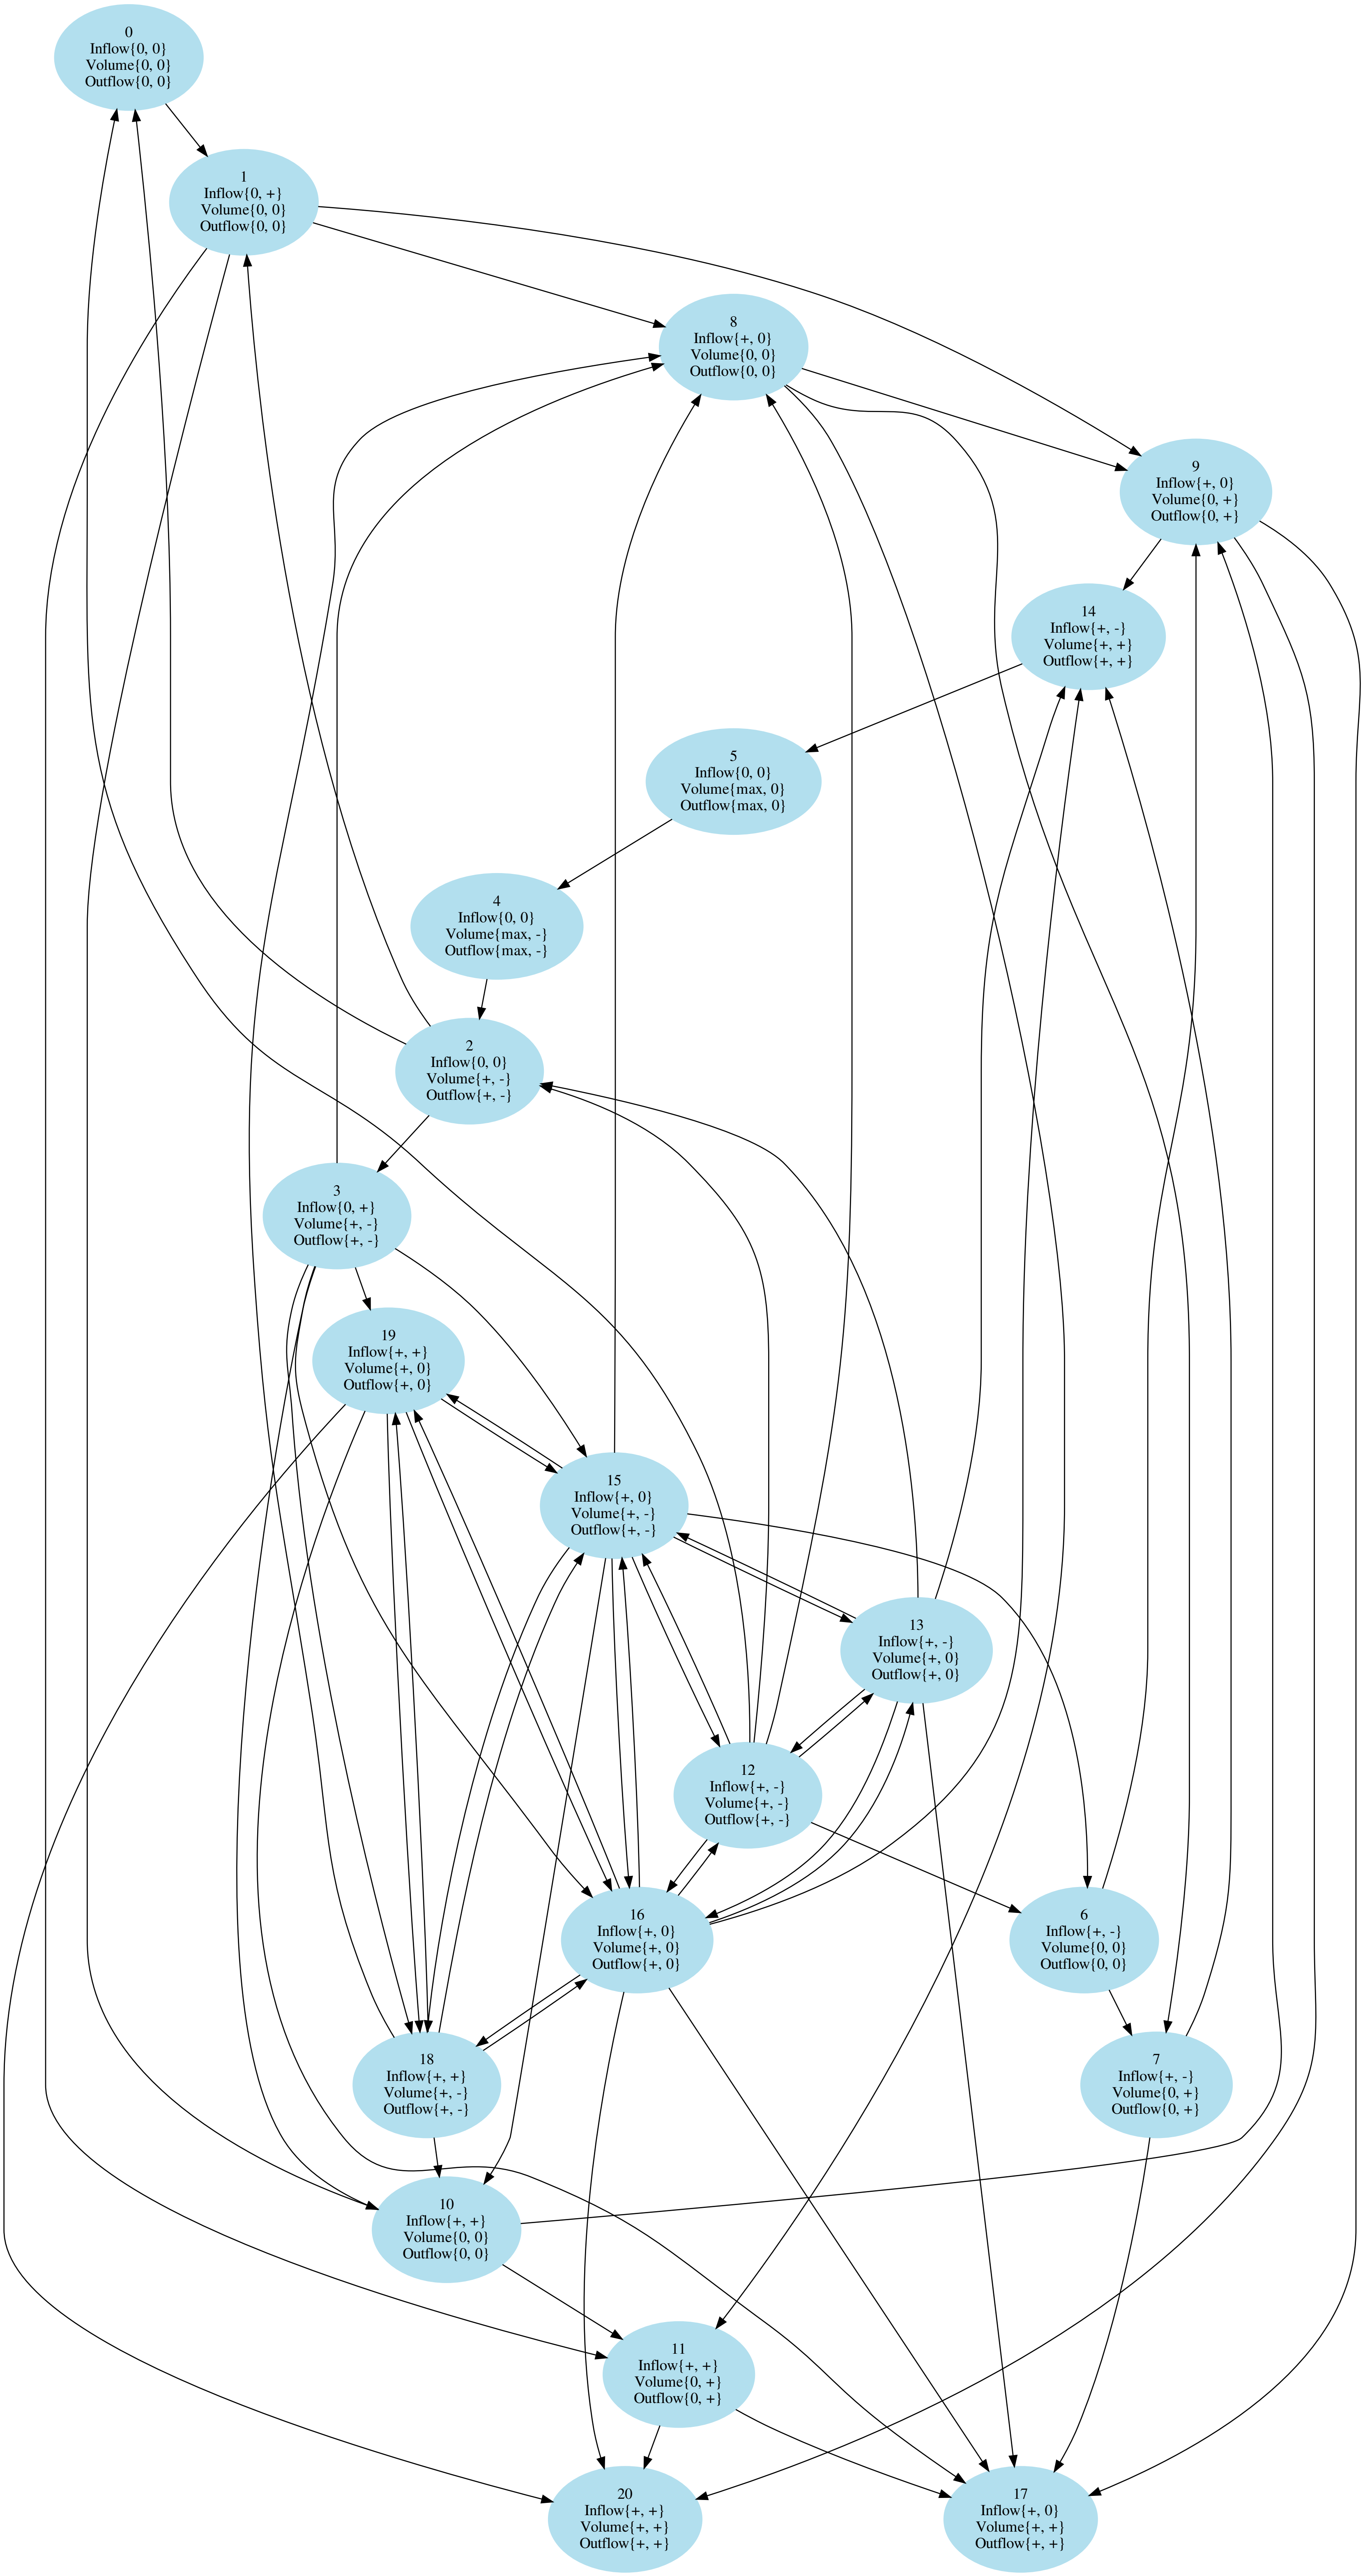 0
Inflow{0, 0}
Volume{0, 0}
Outflow{0, 0}
1
Inflow{0, +}
Volume{0, 0}
Outflow{0, 0}
8
Inflow{+, 0}
Volume{0, 0}
Outflow{0, 0}
9
Inflow{+, 0}
Volume{0, +}
Outflow{0, +}
14
Inflow{+, -}
Volume{+, +}
Outflow{+, +}
5
Inflow{0, 0}
Volume{max, 0}
Outflow{max, 0}
4
Inflow{0, 0}
Volume{max, -}
Outflow{max, -}
2
Inflow{0, 0}
Volume{+, -}
Outflow{+, -}
3
Inflow{0, +}
Volume{+, -}
Outflow{+, -}
19
Inflow{+, +}
Volume{+, 0}
Outflow{+, 0}
15
Inflow{+, 0}
Volume{+, -}
Outflow{+, -}
13
Inflow{+, -}
Volume{+, 0}
Outflow{+, 0}
12
Inflow{+, -}
Volume{+, -}
Outflow{+, -}
16
Inflow{+, 0}
Volume{+, 0}
Outflow{+, 0}
6
Inflow{+, -}
Volume{0, 0}
Outflow{0, 0}
18
Inflow{+, +}
Volume{+, -}
Outflow{+, -}
7
Inflow{+, -}
Volume{0, +}
Outflow{0, +}
10
Inflow{+, +}
Volume{0, 0}
Outflow{0, 0}
11
Inflow{+, +}
Volume{0, +}
Outflow{0, +}
20
Inflow{+, +}
Volume{+, +}
Outflow{+, +}
17
Inflow{+, 0}
Volume{+, +}
Outflow{+, +}